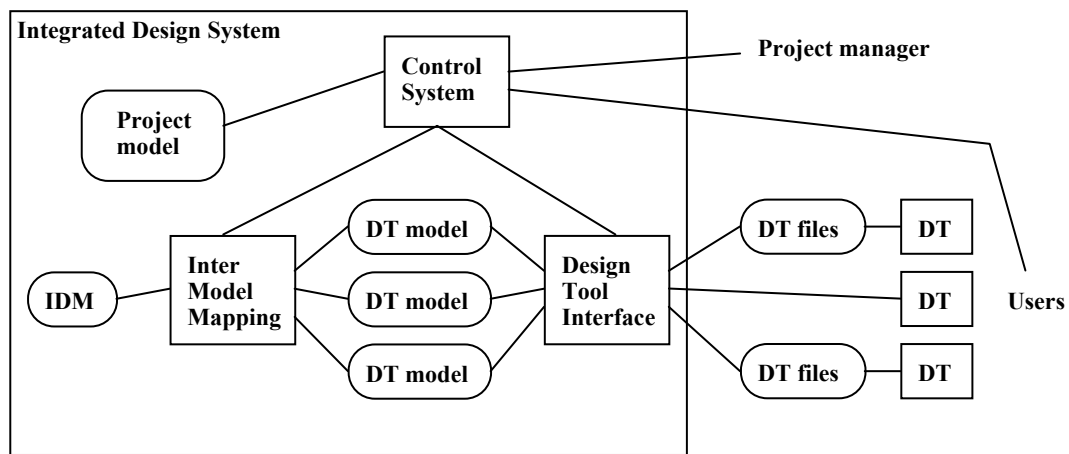 Integrated Design System
Control
System
Project manager
Project
model
DT model
DT files
DT
Inter
Model
Mapping
Design
Tool
Interface
IDM
DT model
DT
Users
DT model
DT files
DT